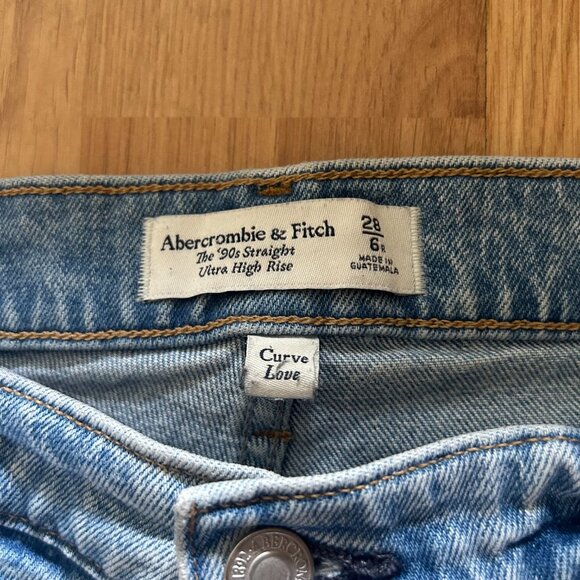 Abercrombie & Fitch
The '90s Straight
Ultra High Rise
28
6R
MADE IN
GUATEMALA
Curve
Love